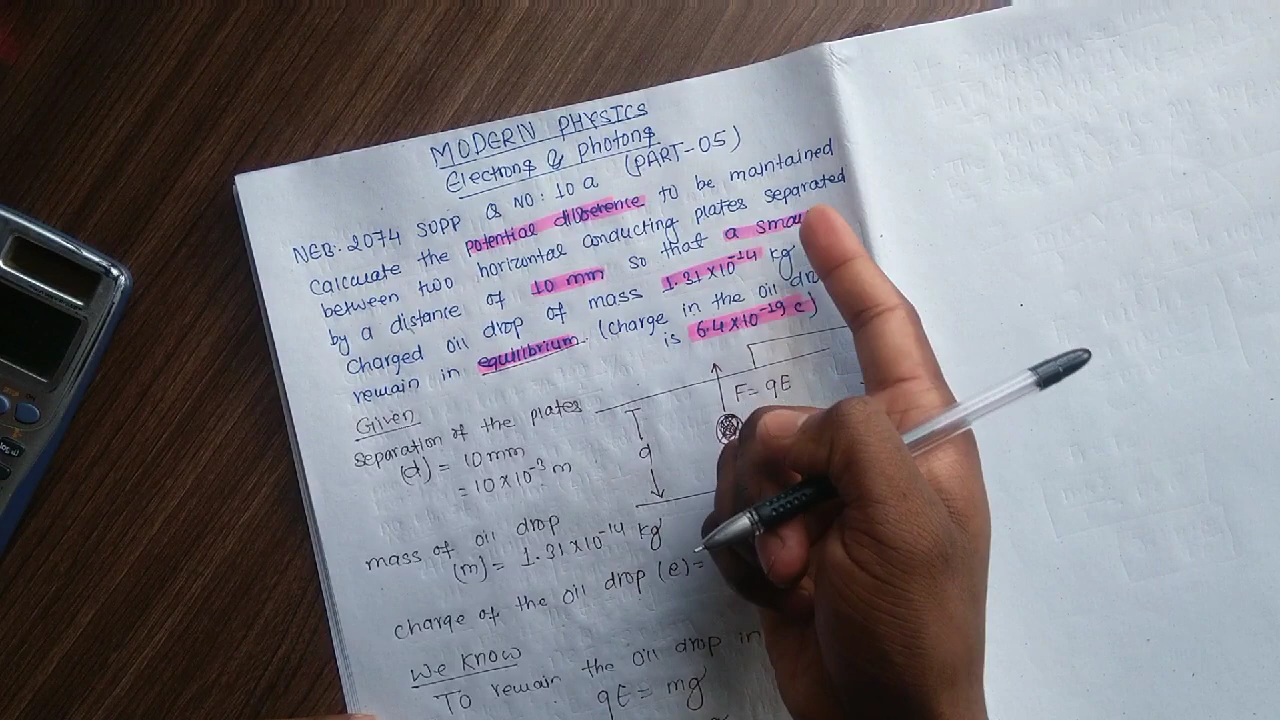 MODERN PHYSICS
Electrons & Photons
NEB: 2074 SUPP Q NO: 10 a (PART-05)
Calcuate the potential difference to be maintained
between two horizontal conducting plates separated
by a distance of 10 mm so that a small
Charged oil drop of mass 1.31×10⁻¹⁴ kg
remain in equilibrium. (charge in the oil drop
is 6.4×10⁻¹⁹ c)
Given
separation of the plates
(d) = 10 mm
= 10×10⁻³ m
F = qE
d
mass of oil drop
(m) = 1.31×10⁻¹⁴ kg
charge of the oil drop (e) =
We know
To remain the oil drop in
qE = mg